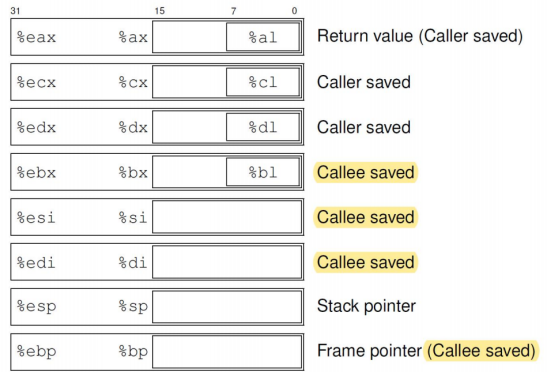 31 15 7 0
%eax %ax %al Return value (Caller saved)
%ecx %cx %cl Caller saved
%edx %dx %dl Caller saved
%ebx %bx %bl Callee saved
%esi %si Callee saved
%edi %di Callee saved
%esp %sp Stack pointer
%ebp %bp Frame pointer (Callee saved)